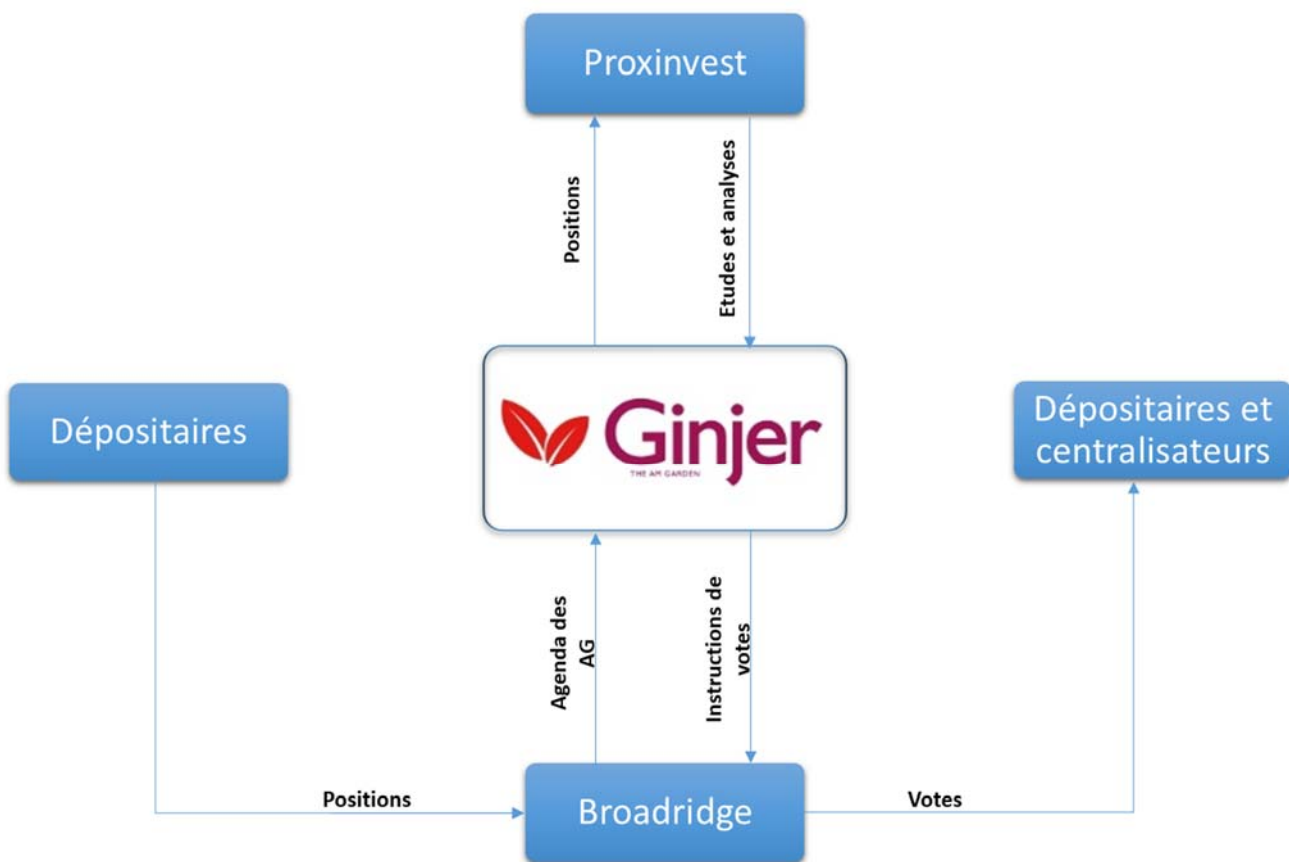 Proxinvest
Positions
Etudes et analyses
Dépositaires
Ginjer
THE AM GARDEN
Dépositaires et
centralisateurs
Agenda des
AG
Instructions de
votes
Positions
Broadridge
Votes